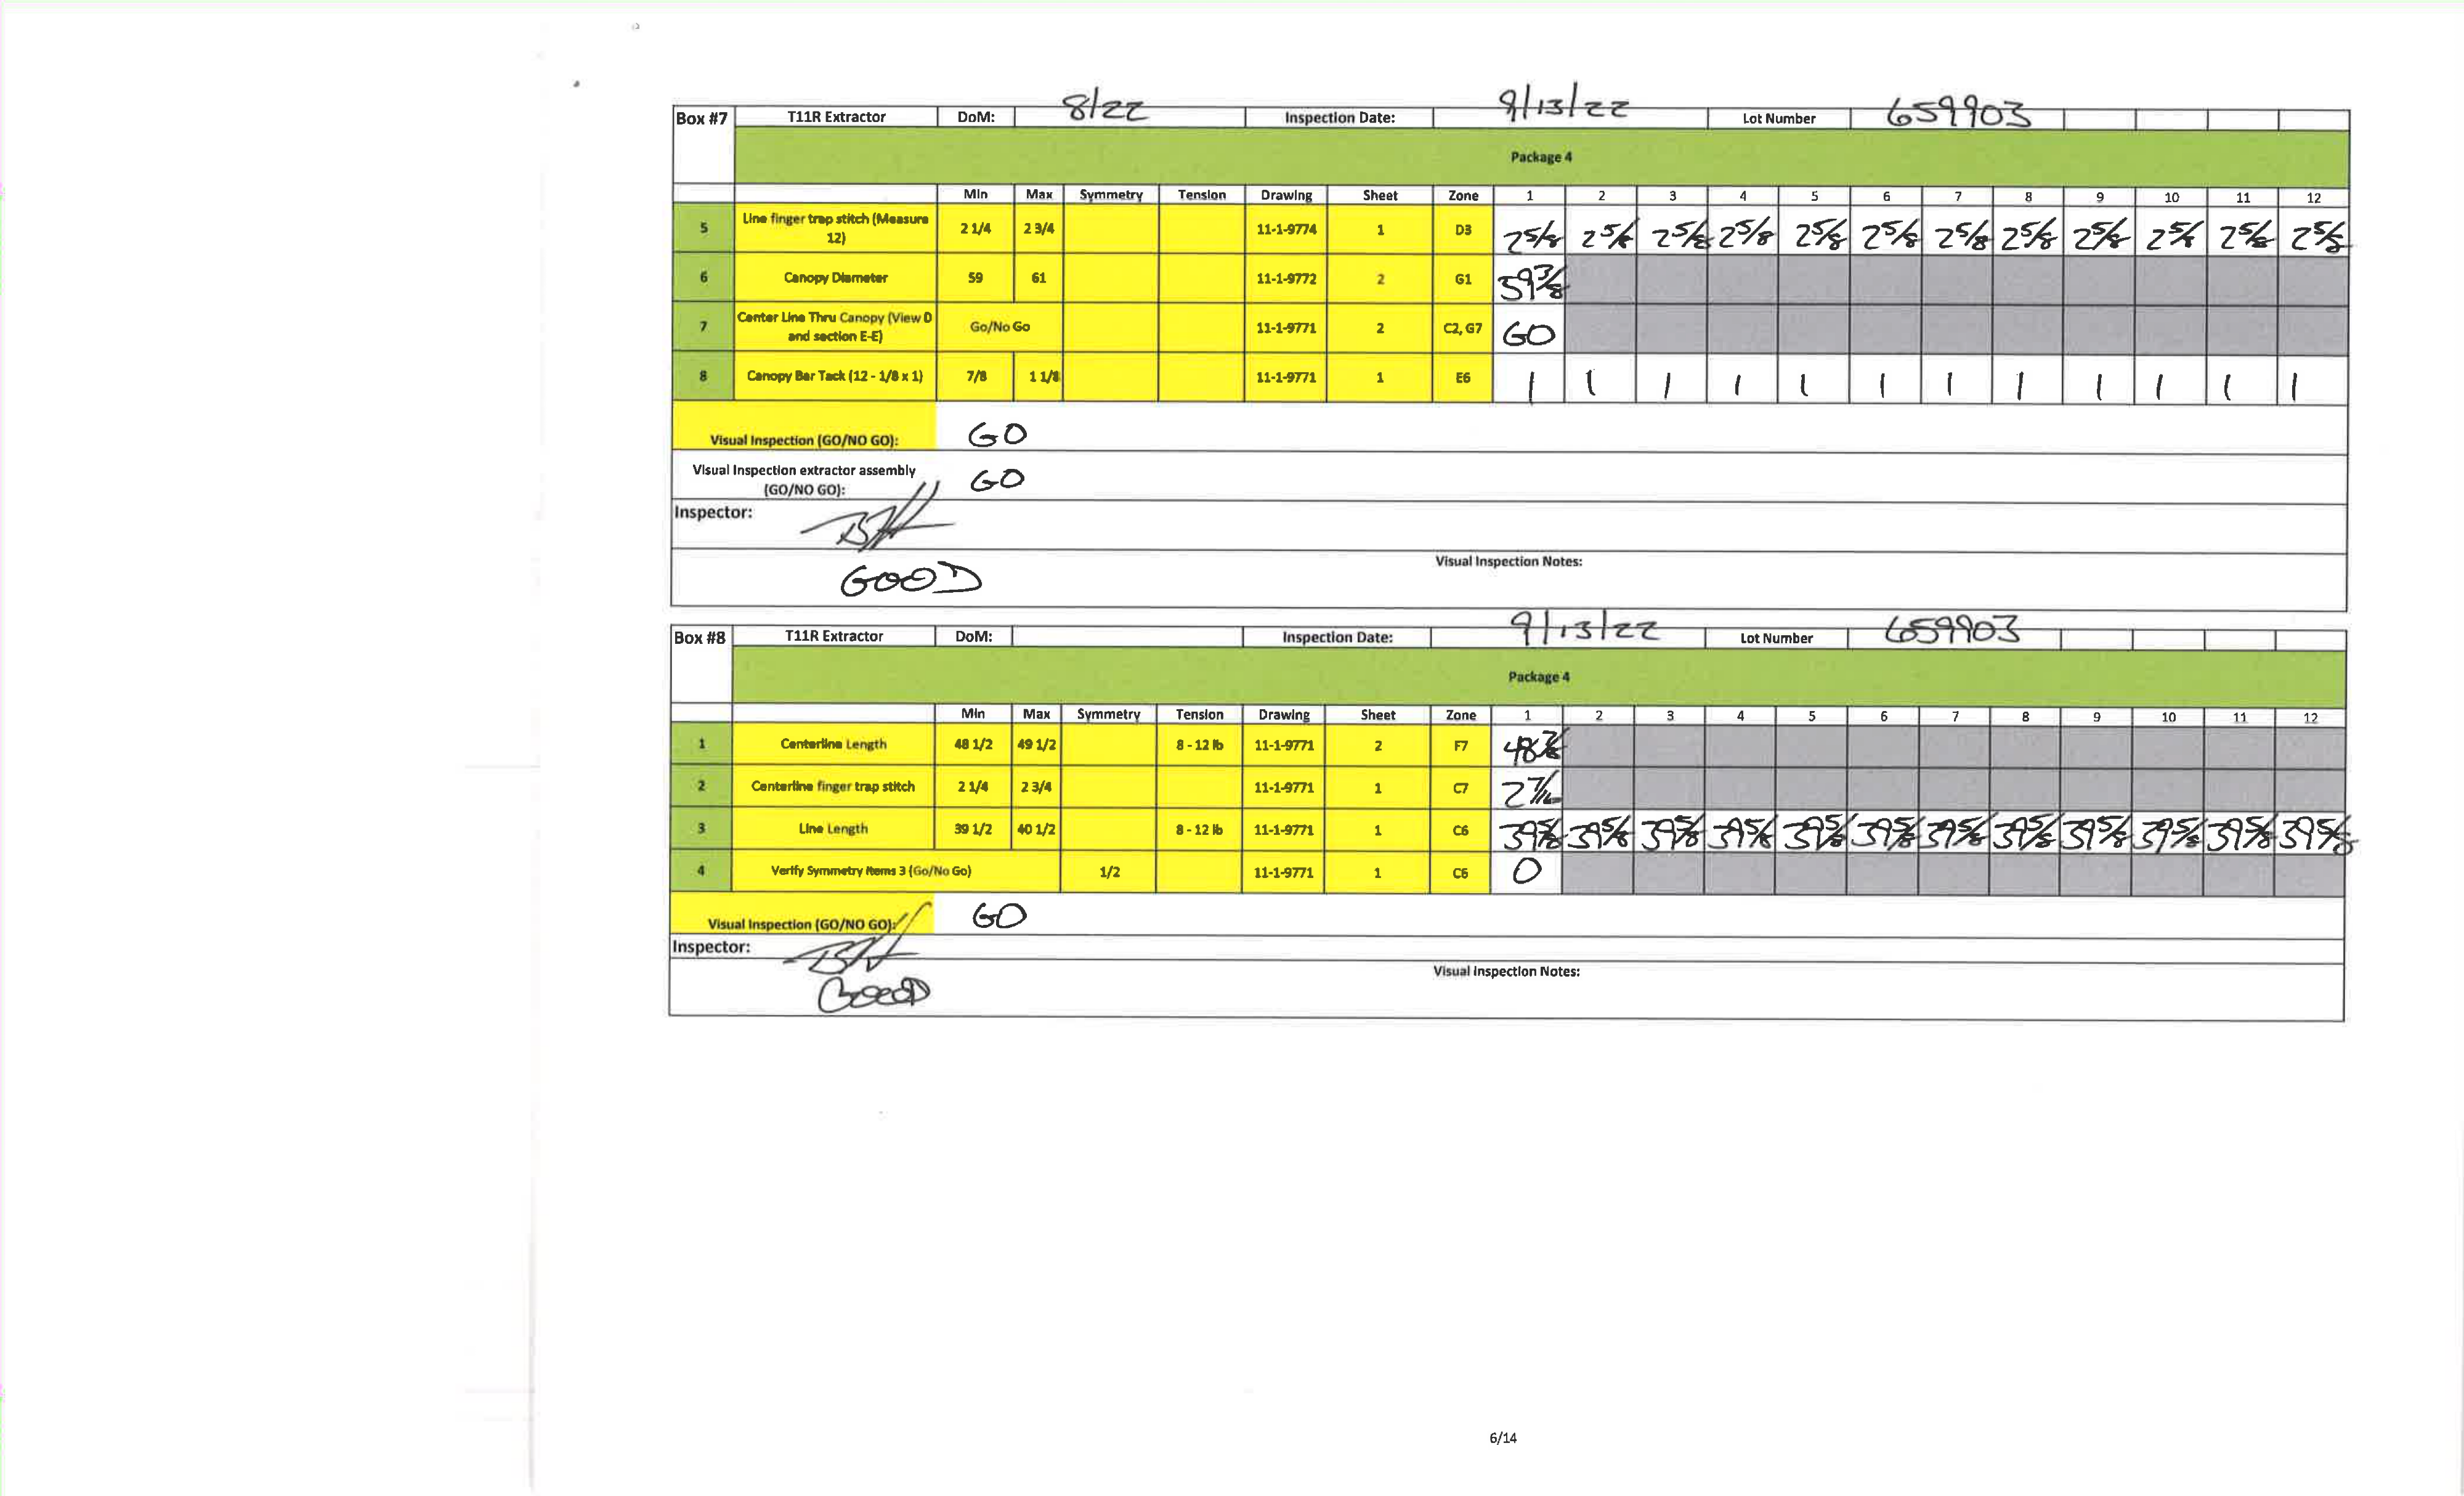 Box #7 T11R Extractor DoM: 8/22 Inspection Date: 9/13/22 Lot Number 659903
Package 4
Min Max Symmetry Tension Drawing Sheet Zone 1 2 3 4 5 6 7 8 9 10 11 12
5 Line finger trap stitch (Measure 12) 2 1/4 2 3/4 11-1-9774 1 D3 2 5/8 2 5/8 2 5/8 2 5/8 2 5/8 2 5/8 2 5/8 2 5/8 2 5/8 2 5/8 2 5/8 2 5/8
6 Canopy Diameter 59 61 11-1-9772 2 G1 59 3/8
7 Center Line Thru Canopy (View D and section E-E) Go/No Go 11-1-9771 2 C2, G7 GO
8 Canopy Bar Tack (12 - 1/8 x 1) 7/8 1 1/8 11-1-9771 1 E6 1 1 1 1 1 1 1 1 1 1 1 1
Visual Inspection (GO/NO GO): GO
Visual Inspection extractor assembly (GO/NO GO): GO
Inspector:
Visual Inspection Notes:
GOOD
Box #8 T11R Extractor DoM: Inspection Date: 9/13/22 Lot Number 659903
Package 4
Min Max Symmetry Tension Drawing Sheet Zone 1 2 3 4 5 6 7 8 9 10 11 12
1 Centerline Length 48 1/2 49 1/2 8 - 12 lb 11-1-9771 2 F7
2 Centerline finger trap stitch 2 1/4 2 3/4 11-1-9771 1 C7 2 7/16
3 Line Length 39 1/2 40 1/2 8 - 12 lb 11-1-9771 1 C6 39 5/8 39 5/8 39 5/8 39 5/8 39 5/8 39 5/8 39 5/8 39 5/8 39 5/8 39 5/8 39 5/8 39 5/8
4 Verify Symmetry Items 3 (Go/No Go) 1/2 11-1-9771 1 C6 0
Visual Inspection (GO/NO GO): GO
Inspector:
Visual Inspection Notes:
GOOD
6/14